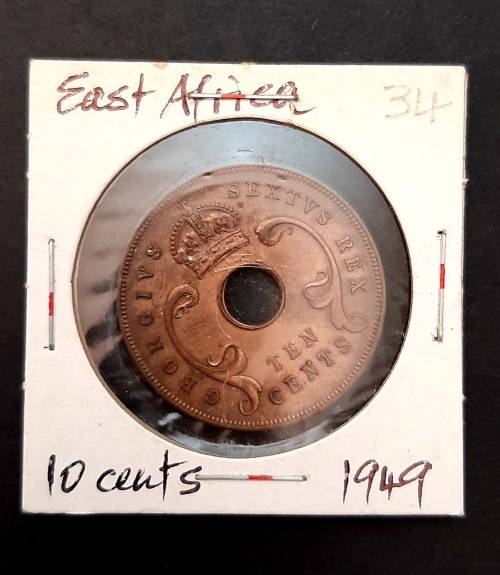 East Africa 34
GEORGIVS SEXTVS REX
TEN
CENTS
10 cents 1949